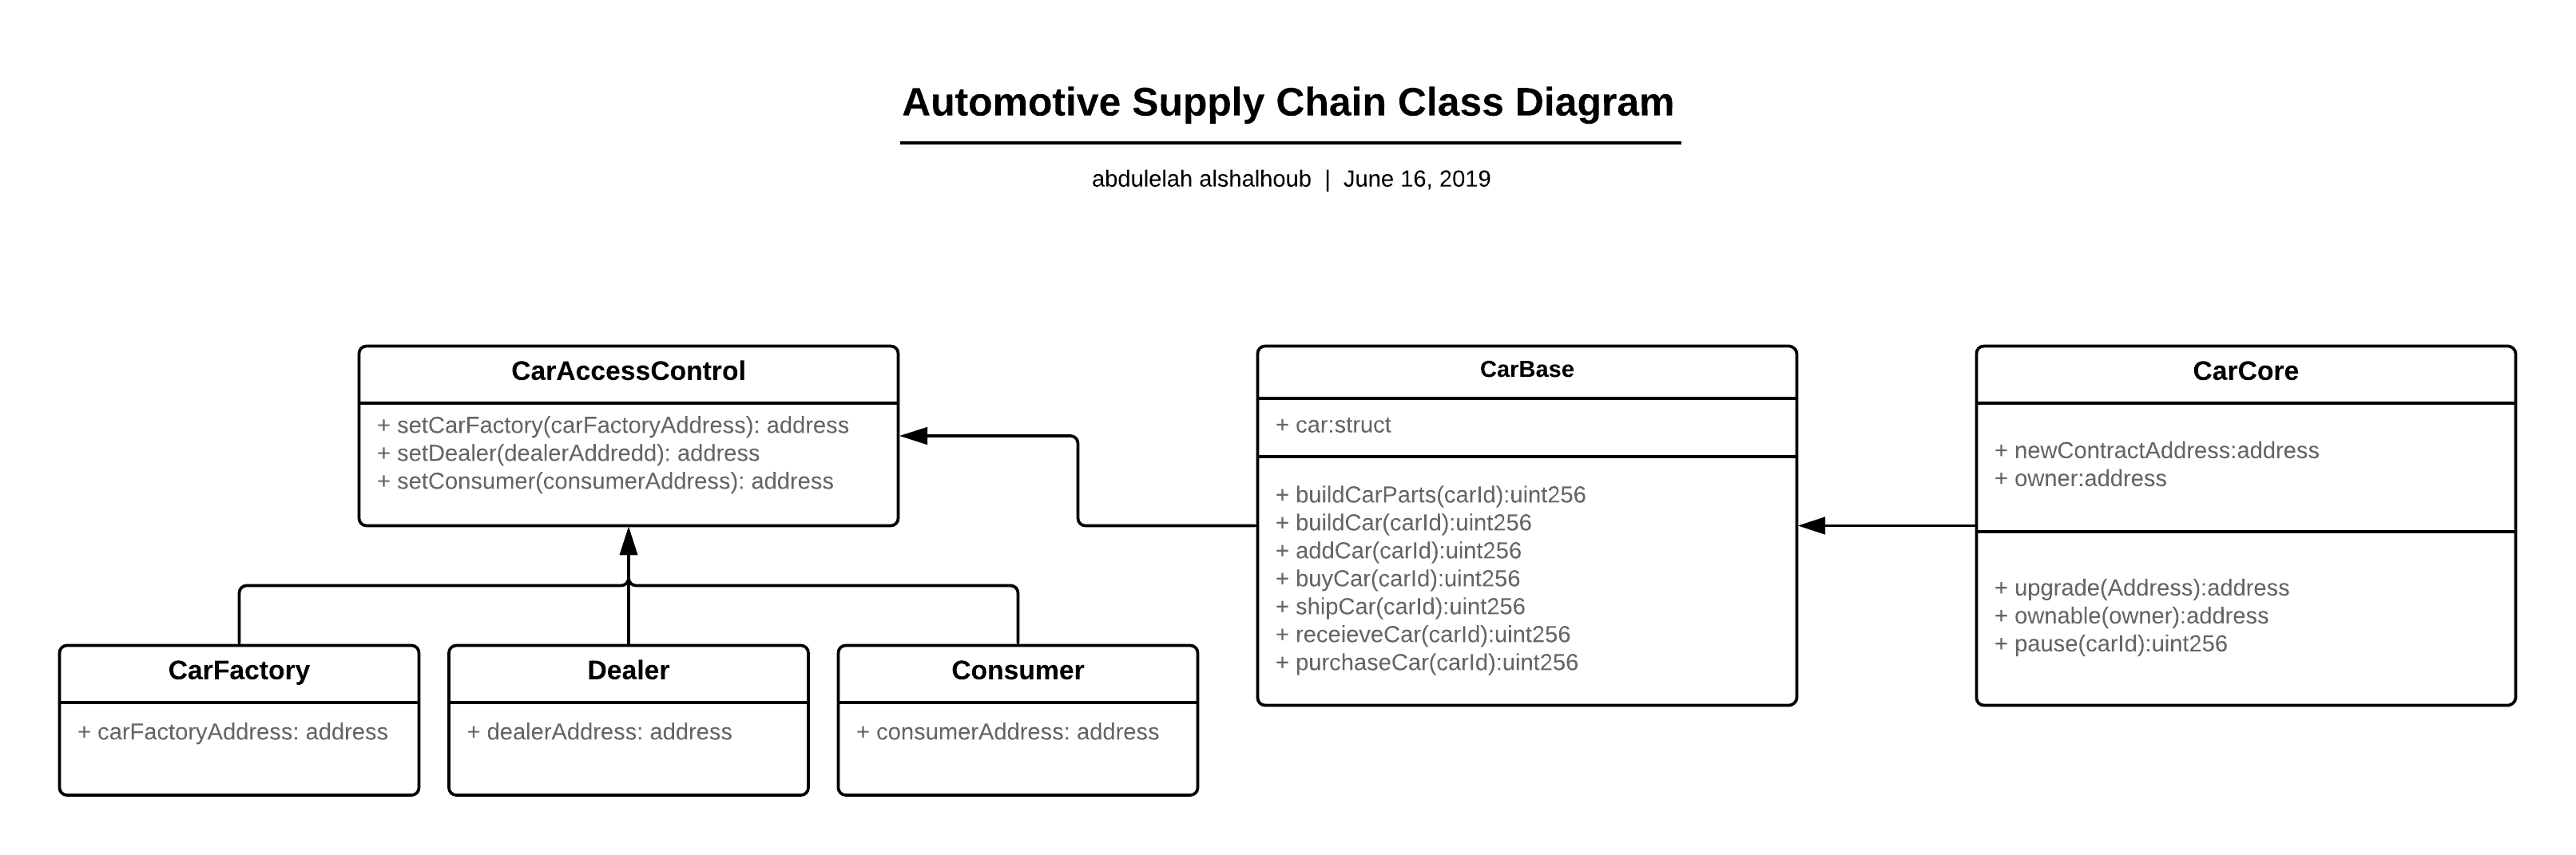 Automotive Supply Chain Class Diagram
abdulelah alshalhoub | June 16, 2019
CarAccessControl
+ setCarFactory(carFactoryAddress): address
+ setDealer(dealerAddredd): address
+ setConsumer(consumerAddress): address
CarBase
+ car:struct
+ buildCarParts(carId):uint256
+ buildCar(carId):uint256
+ addCar(carId):uint256
+ buyCar(carId):uint256
+ shipCar(carId):uint256
+ receieveCar(carId):uint256
+ purchaseCar(carId):uint256
CarCore
+ newContractAddress:address
+ owner:address
+ upgrade(Address):address
+ ownable(owner):address
+ pause(carId):uint256
CarFactory
+ carFactoryAddress: address
Dealer
+ dealerAddress: address
Consumer
+ consumerAddress: address